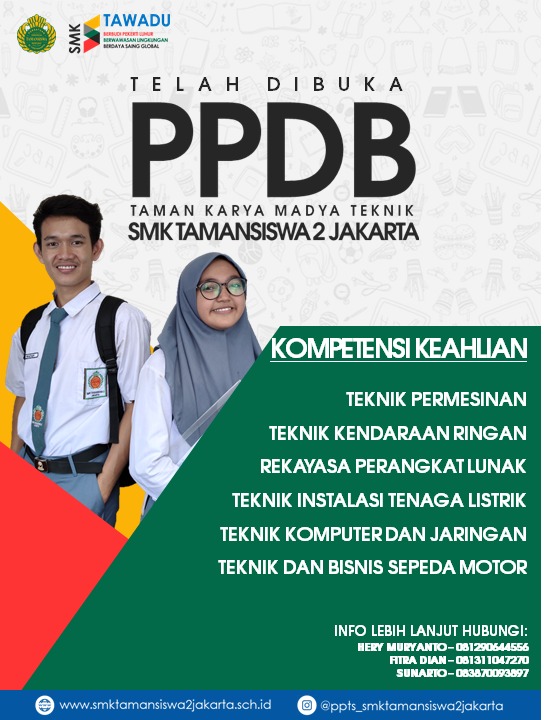 SMK
TAWADU
BERBUDI PEKERTI LUHUR
BERWAWASAN LINGKUNGAN
BERDAYA SAING GLOBAL
TELAH DIBUKA
PPDB
TAMAN KARYA MADYA TEKNIK
SMK TAMANSISWA 2 JAKARTA
KOMPETENSI KEAHLIAN
TEKNIK PERMESINAN
TEKNIK KENDARAAN RINGAN
REKAYASA PERANGKAT LUNAK
TEKNIK INSTALASI TENAGA LISTRIK
TEKNIK KOMPUTER DAN JARINGAN
TEKNIK DAN BISNIS SEPEDA MOTOR
INFO LEBIH LANJUT HUBUNGI:
HERY MURYANTO – 081290644556
FITRA DIAN – 081311047270
SUNARTO – 083870093897
www.smktamansiswa2jakarta.sch.id
@ppts_smktamansiswa2jakarta